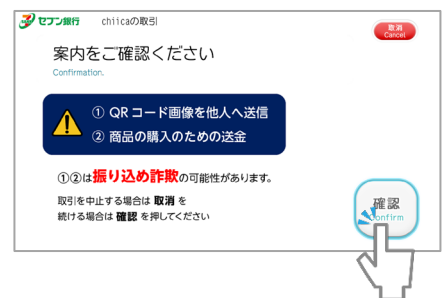 セブン銀行 chiicaの取引
取消
Cancel
案内をご確認ください
Confirmation.
① QRコード画像を他人へ送信
② 商品の購入のための送金
①②は振り込め詐欺の可能性があります。
取引を中止する場合は 取消 を
続ける場合は 確認 を押してください
確認
Confirm